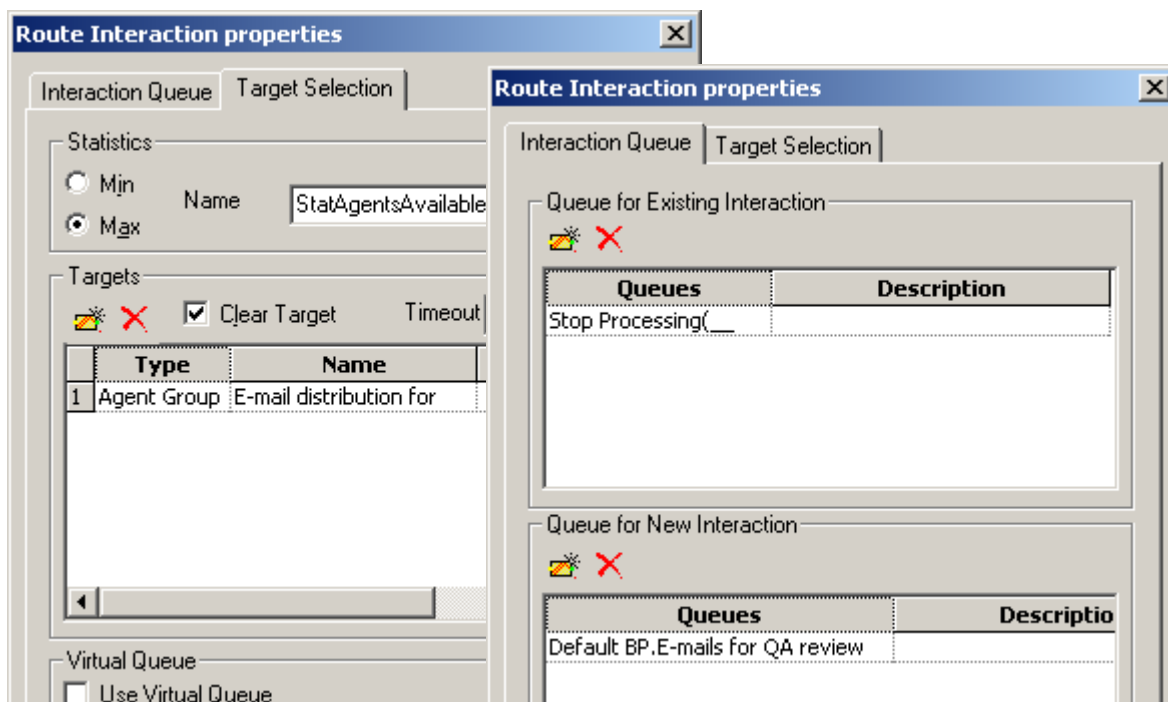 Route Interaction properties
Interaction Queue Target Selection
Statistics
Min
Max
Name StatAgentsAvailable
Targets
Clear Target Timeout
Type Name
1 Agent Group E-mail distribution for
Virtual Queue
Use Virtual Queue
Route Interaction properties
Interaction Queue Target Selection
Queue for Existing Interaction
Queues Description
Stop Processing(__
Queue for New Interaction
Queues Descriptio
Default BP.E-mails for QA review